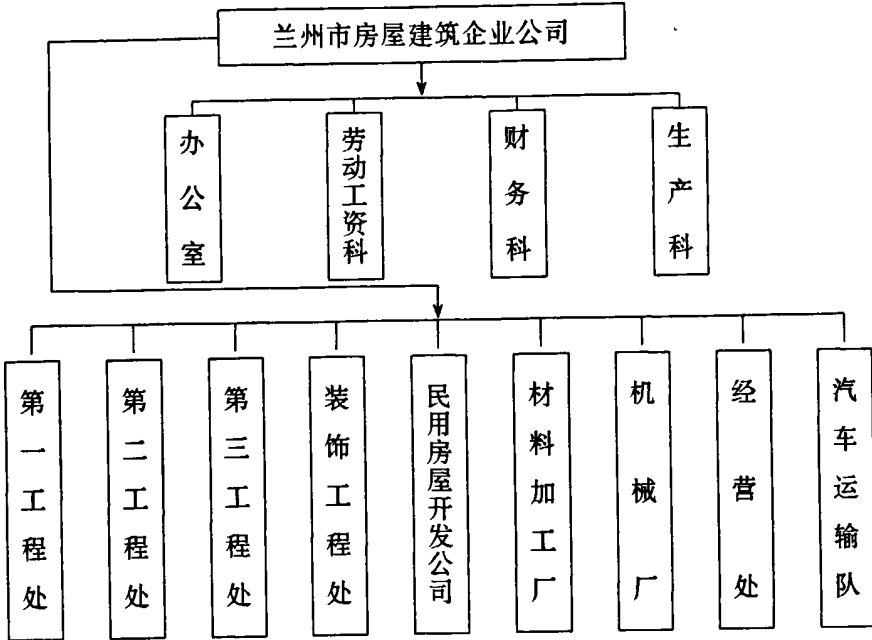 兰州市房屋建筑企业公司
办公室
劳动工资科
财务科
生产科
第一工程处
第二工程处
第三工程处
装饰工程处
民用房屋开发公司
材料加工厂
机械厂
经营处
汽车运输队